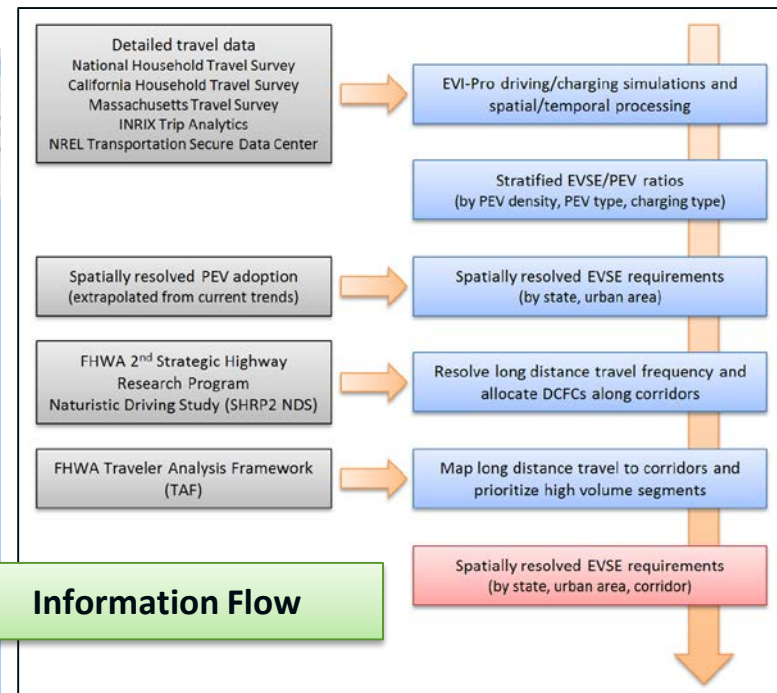 Detailed travel data
National Household Travel Survey
California Household Travel Survey
Massachusetts Travel Survey
INRIX Trip Analytics
NREL Transportation Secure Data Center
EVI-Pro driving/charging simulations and
spatial/temporal processing
Stratified EVSE/PEV ratios
(by PEV density, PEV type, charging type)
Spatially resolved PEV adoption
(extrapolated from current trends)
Spatially resolved EVSE requirements
(by state, urban area)
FHWA 2nd Strategic Highway
Research Program
Naturistic Driving Study (SHRP2 NDS)
Resolve long distance travel frequency and
allocate DCFCs along corridors
FHWA Traveler Analysis Framework
(TAF)
Map long distance travel to corridors and
prioritize high volume segments
Spatially resolved EVSE requirements
(by state, urban area, corridor)
Information Flow